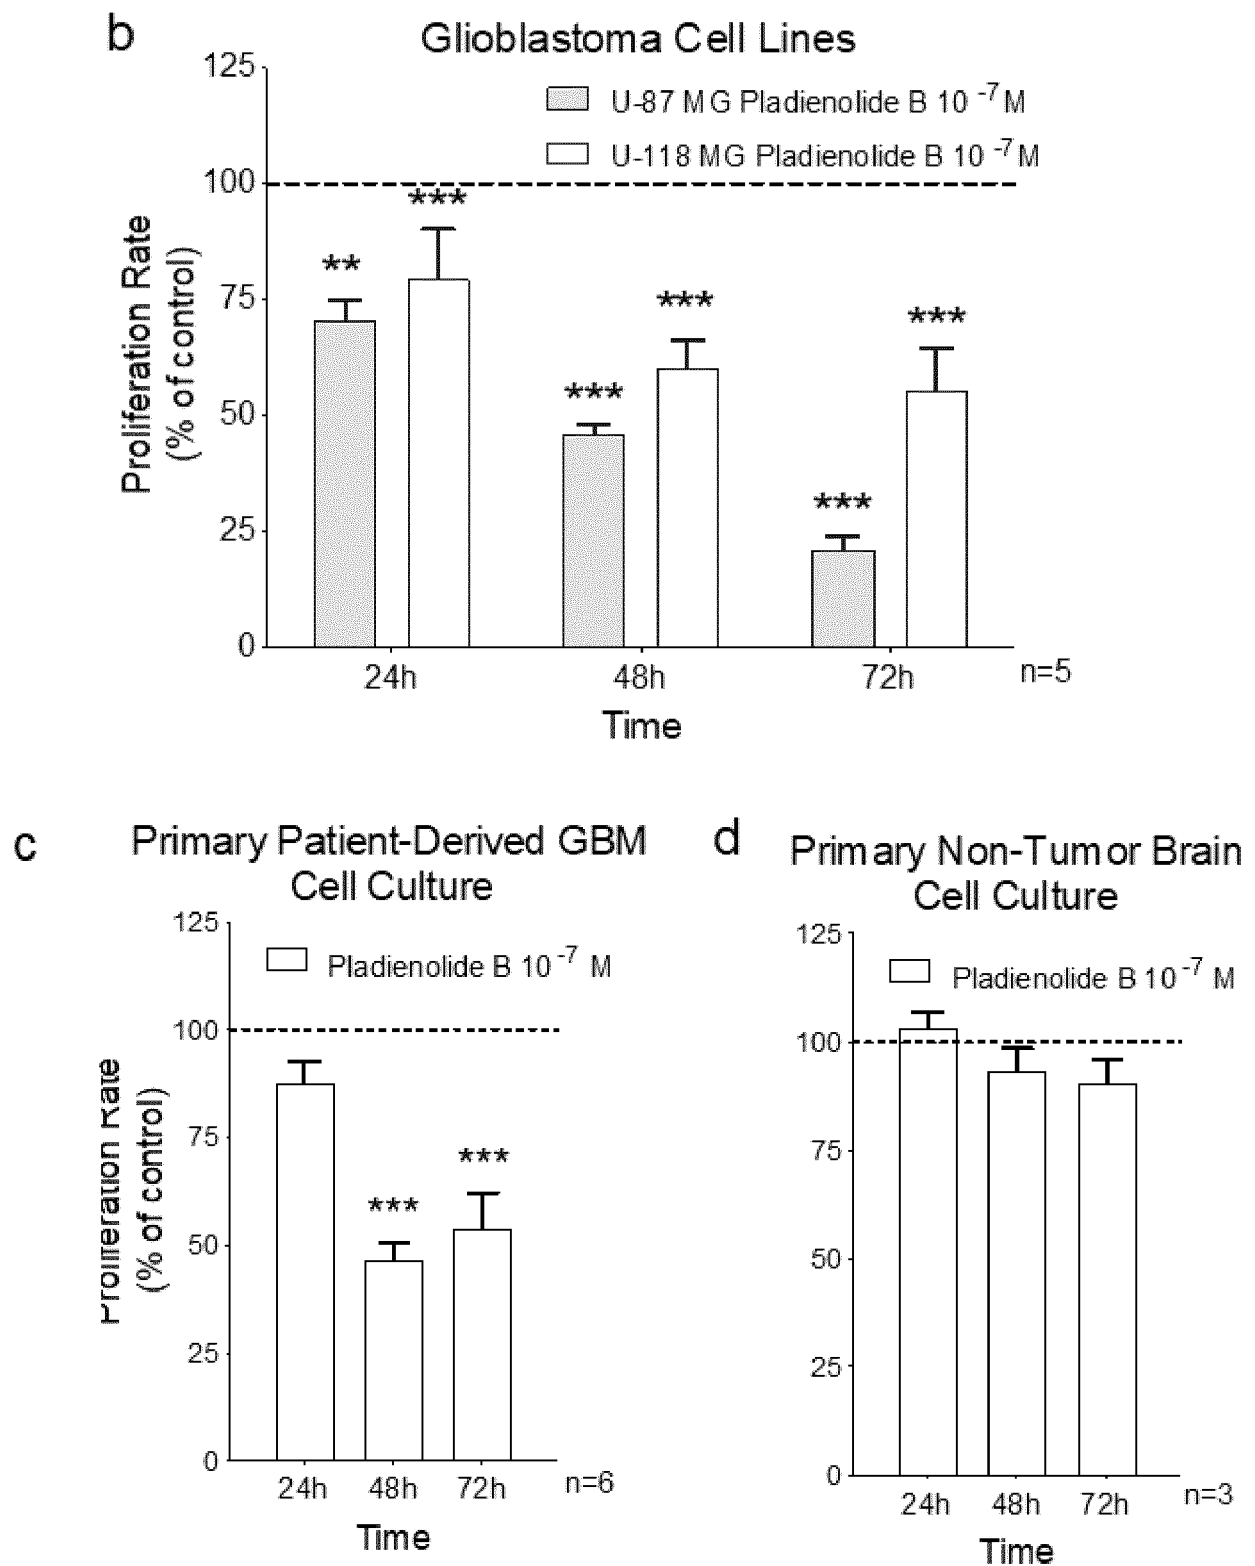 b
Glioblastoma Cell Lines
125
U-87 MG Pladienolide B 10 -7 M
U-118 MG Pladienolide B 10 -7 M
100
***
**
75
***
***
***
50
***
25
0
24h
48h
72h
n=5
Proliferation Rate
(% of control)
Time
c
Primary Patient-Derived GBM
Cell Culture
125
Pladienolide B 10 -7 M
100
75
***
***
50
25
0
24h
48h
72h
n=6
Proliferation Rate
(% of control)
Time
d
Primary Non-Tumor Brain
Cell Culture
125
Pladienolide B 10 -7 M
100
75
50
25
0
24h
48h
72h
n=3
Time